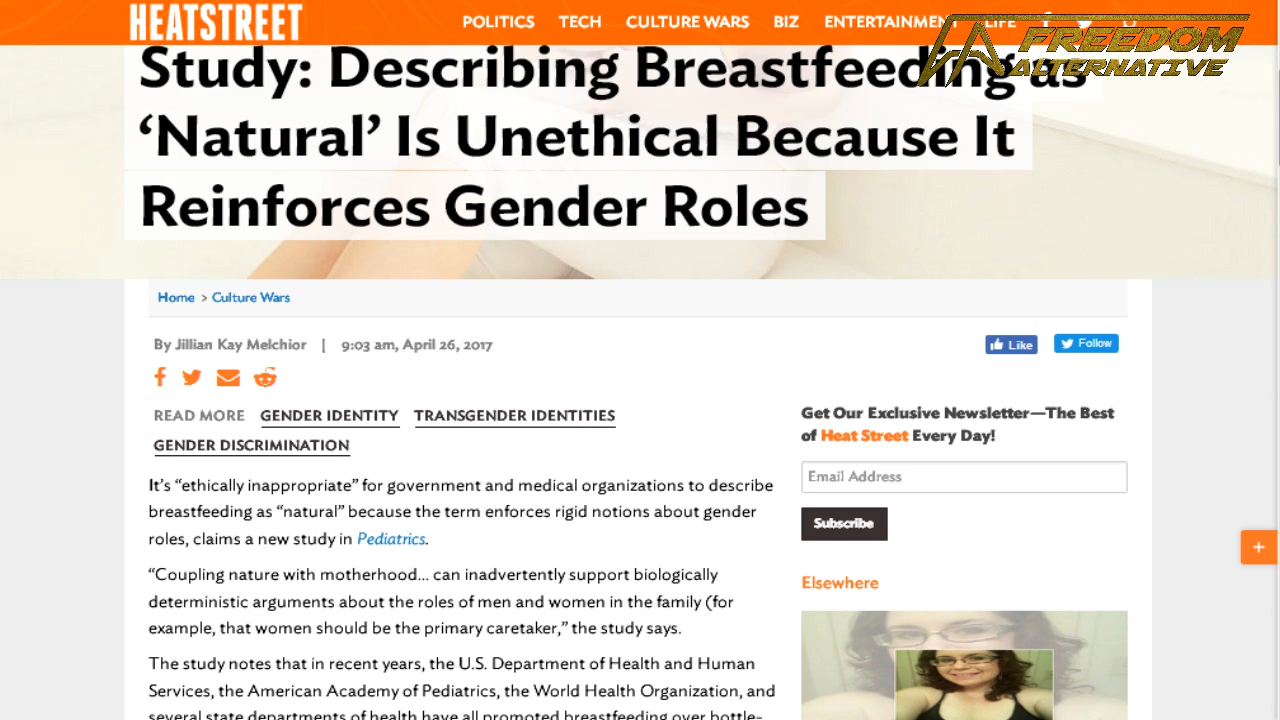 HEATSTREET
POLITICS TECH CULTURE WARS BIZ ENTERTAINMENT LIFE
FREEDOM
ALTERNATIVE
Study: Describing Breastfeeding as
‘Natural’ Is Unethical Because It
Reinforces Gender Roles
Home > Culture Wars
By Jillian Kay Melchior | 9:03 am, April 26, 2017
Like
Follow
READ MORE GENDER IDENTITY TRANSGENDER IDENTITIES
GENDER DISCRIMINATION
It’s “ethically inappropriate” for government and medical organizations to describe
breastfeeding as “natural” because the term enforces rigid notions about gender
roles, claims a new study in Pediatrics.
“Coupling nature with motherhood… can inadvertently support biologically
deterministic arguments about the roles of men and women in the family (for
example, that women should be the primary caretaker,” the study says.
The study notes that in recent years, the U.S. Department of Health and Human
Services, the American Academy of Pediatrics, the World Health Organization, and
several state departments of health have all promoted breastfeeding over bottle-
Get Our Exclusive Newsletter—The Best
of Heat Street Every Day!
Email Address
Subscribe
+
Elsewhere